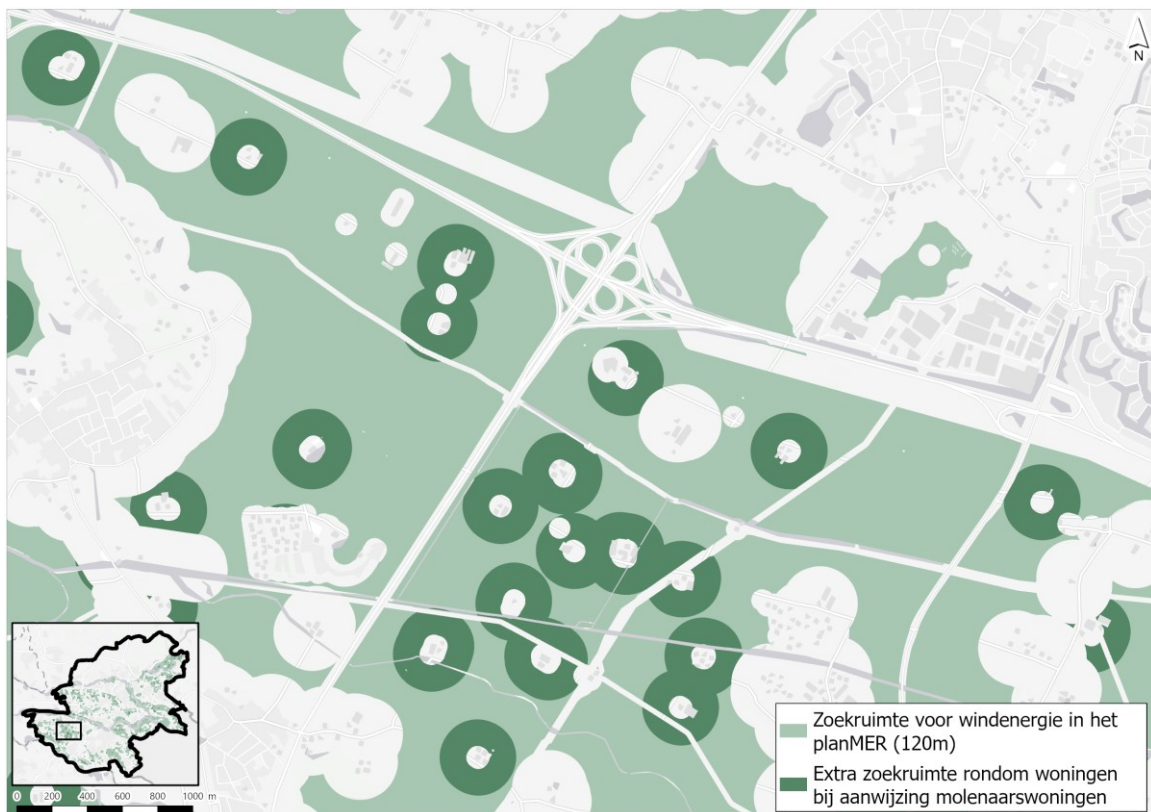 N
Zoekruimte voor windenergie in het
planMER (120m)
Extra zoekruimte rondom woningen
bij aanwijzing molenaarswoningen
0 200 400 600 800 1000 m